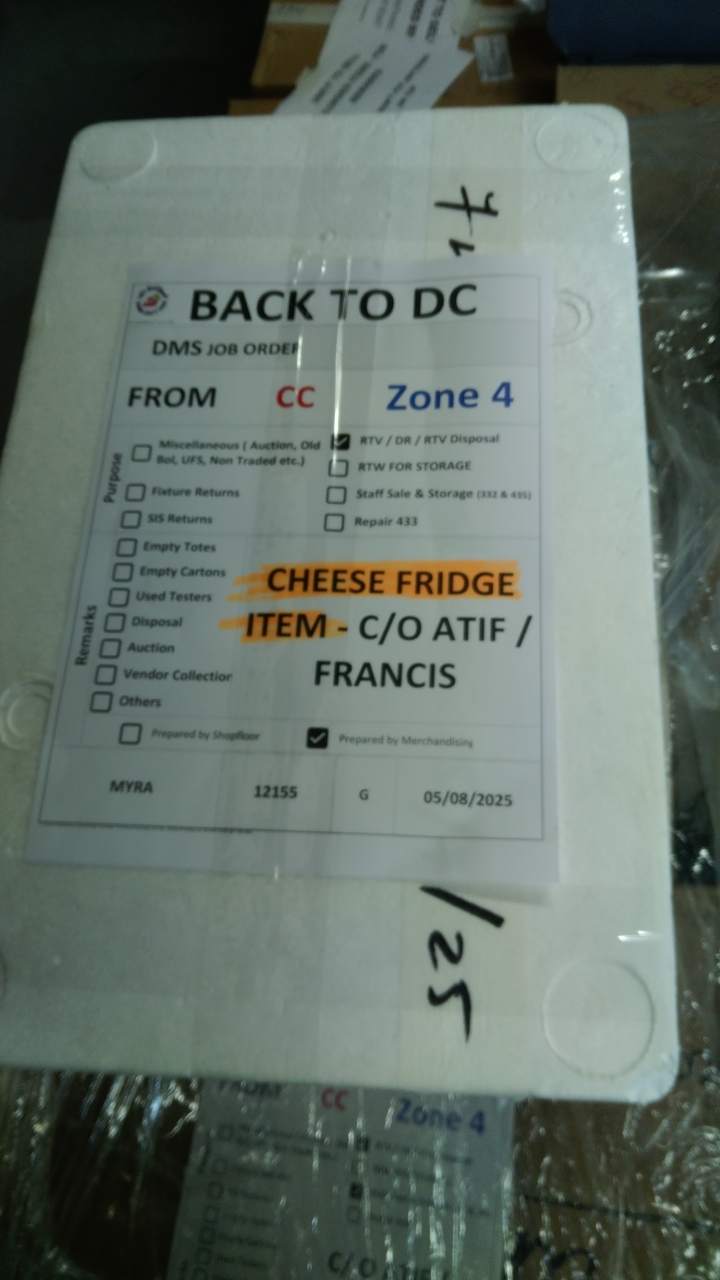 BACK TO DC
DMS JOB ORDER
FROM CC Zone 4
Purpose
Miscellaneous ( Auction, Old
Bol, UFS, Non Traded etc.)
Fixture Returns
SIS Returns
RTV / DR / RTV Disposal
RTW FOR STORAGE
Staff Sale & Storage (332 & 435)
Repair 433
Remarks
Empty Totes
Empty Cartons
Used Testers
Disposal
Auction
Vendor Collection
Others
CHEESE FRIDGE
ITEM - C/O ATIF /
FRANCIS
Prepared by Shopfloor
Prepared by Merchandising
MYRA 12155 G 05/08/2025
/25
FROM CC Zone 4
C/O ATIF /